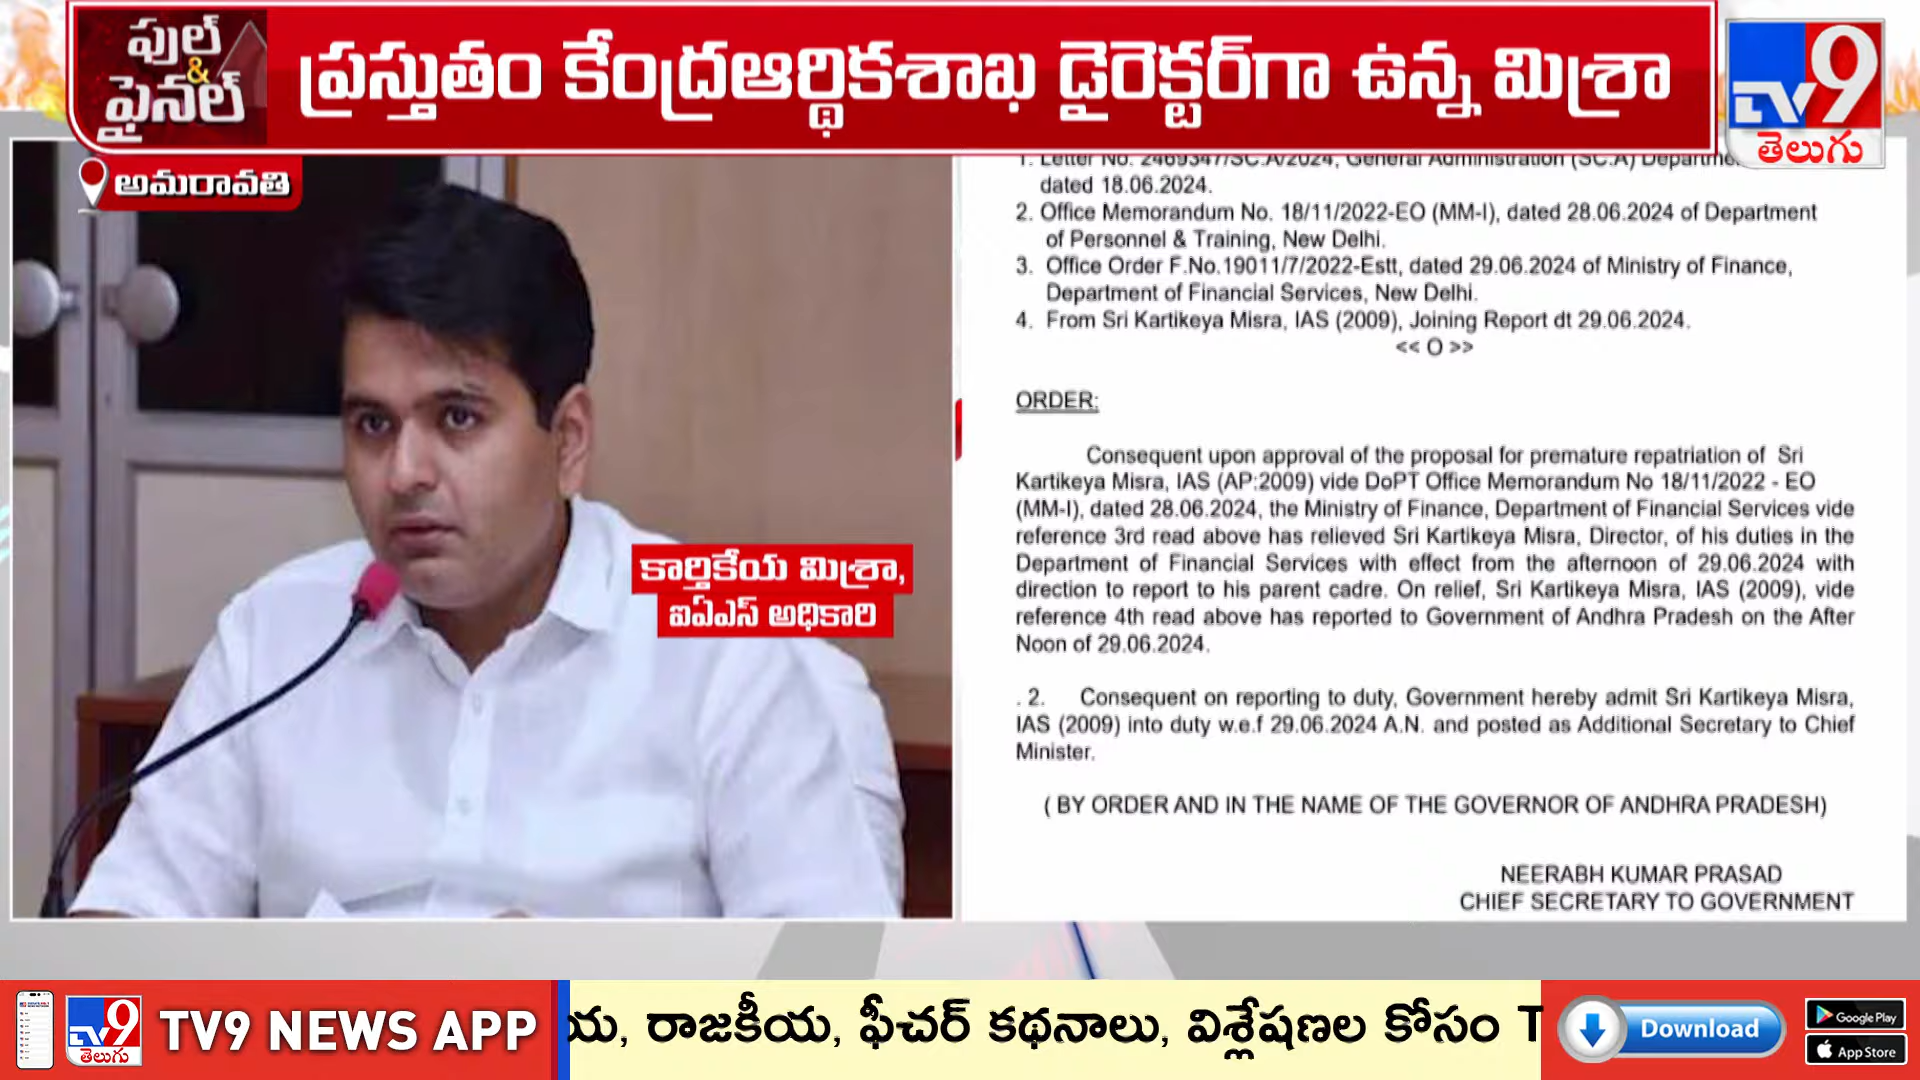 ఫుల్
&
ఫైనల్
ప్రస్తుతం కేంద్రఆర్థికశాఖ డైరెక్టర్‌గా ఉన్న మిశ్రా
TV9
తెలుగు
అమరావతి
1. Letter No. 2469347/SC.A/2024, General Administration (SC.A)
dated 18.06.2024.
2. Office Memorandum No. 18/11/2022-EO (MM-I), dated 28.06.2024 of Department
of Personnel & Training, New Delhi.
3. Office Order F.No.19011/7/2022-Estt, dated 29.06.2024 of Ministry of Finance,
Department of Financial Services, New Delhi.
4. From Sri Kartikeya Misra, IAS (2009), Joining Report dt 29.06.2024.
<< O >>
ORDER:
Consequent upon approval of the proposal for premature repatriation of Sri
Kartikeya Misra, IAS (AP:2009) vide DoPT Office Memorandum No 18/11/2022 - EO
(MM-I), dated 28.06.2024, the Ministry of Finance, Department of Financial Services vide
reference 3rd read above has relieved Sri Kartikeya Misra, Director, of his duties in the
Department of Financial Services with effect from the afternoon of 29.06.2024 with
direction to report to his parent cadre. On relief, Sri Kartikeya Misra, IAS (2009), vide
reference 4th read above has reported to Government of Andhra Pradesh on the After
Noon of 29.06.2024.
. 2. Consequent on reporting to duty, Government hereby admit Sri Kartikeya Misra,
IAS (2009) into duty w.e.f 29.06.2024 A.N. and posted as Additional Secretary to Chief
Minister.
( BY ORDER AND IN THE NAME OF THE GOVERNOR OF ANDHRA PRADESH)
NEERABH KUMAR PRASAD
CHIEF SECRETARY TO GOVERNMENT
కార్తికేయ మిశ్రా,
ఐఏఎస్ అధికారి
TV9
తెలుగు
TV9 NEWS APP
య, రాజకీయ, ఫీచర్ కథనాలు, విశ్లేషణల కోసం T
Download
Google Play
App Store